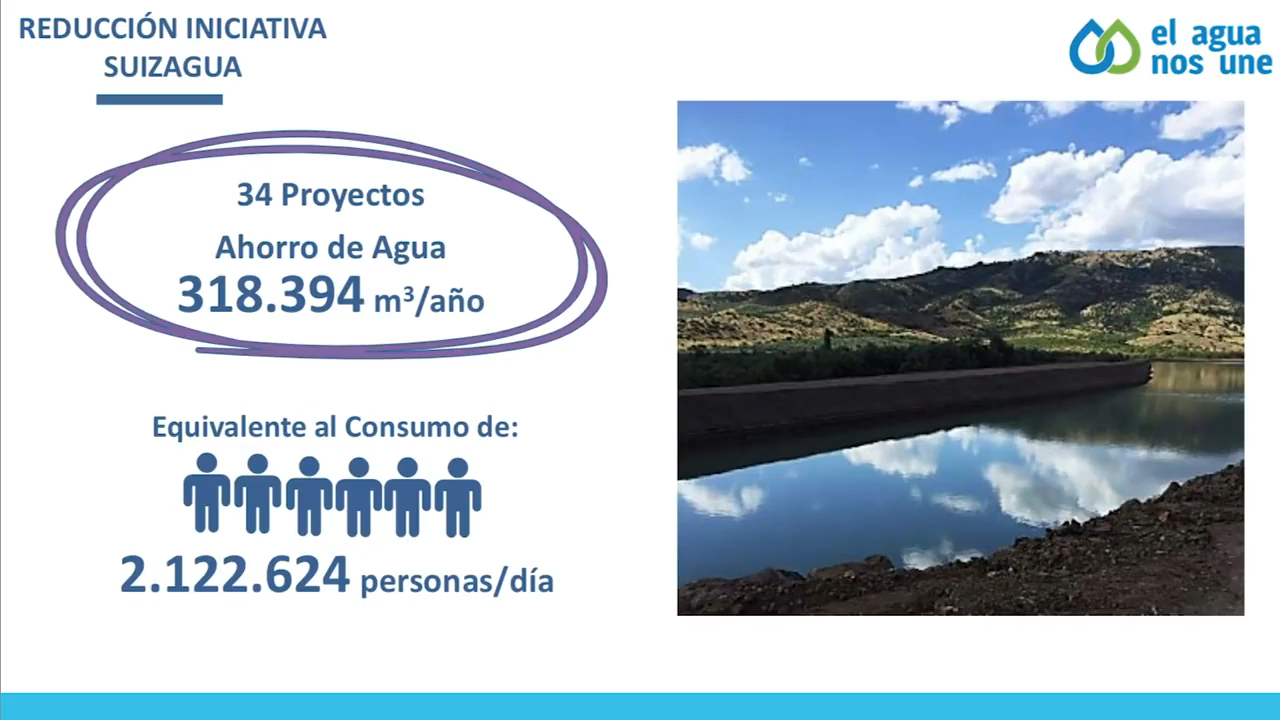 REDUCCIÓN INICIATIVA
SUIZAGUA
el agua
nos une
34 Proyectos
Ahorro de Agua
318.394 m³/año
Equivalente al Consumo de:
2.122.624 personas/día